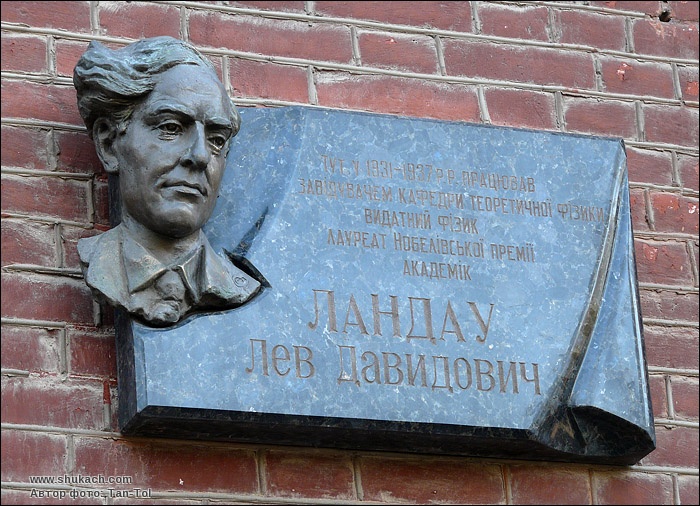 ТУТ У 1931-1937 Р.Р. ПРАЦЮВАВ
ЗАВІДУВАЧЕМ КАФЕДРИ ТЕОРЕТИЧНОЇ ФІЗИКИ
ВИДАТНИЙ ФІЗИК,
ЛАУРЕАТ НОБЕЛІВСЬКОЇ ПРЕМІЇ
АКАДЕМІК
ЛАНДАУ
Лев Давидович
www.shukach.com
Автор фото: Tan-Tol